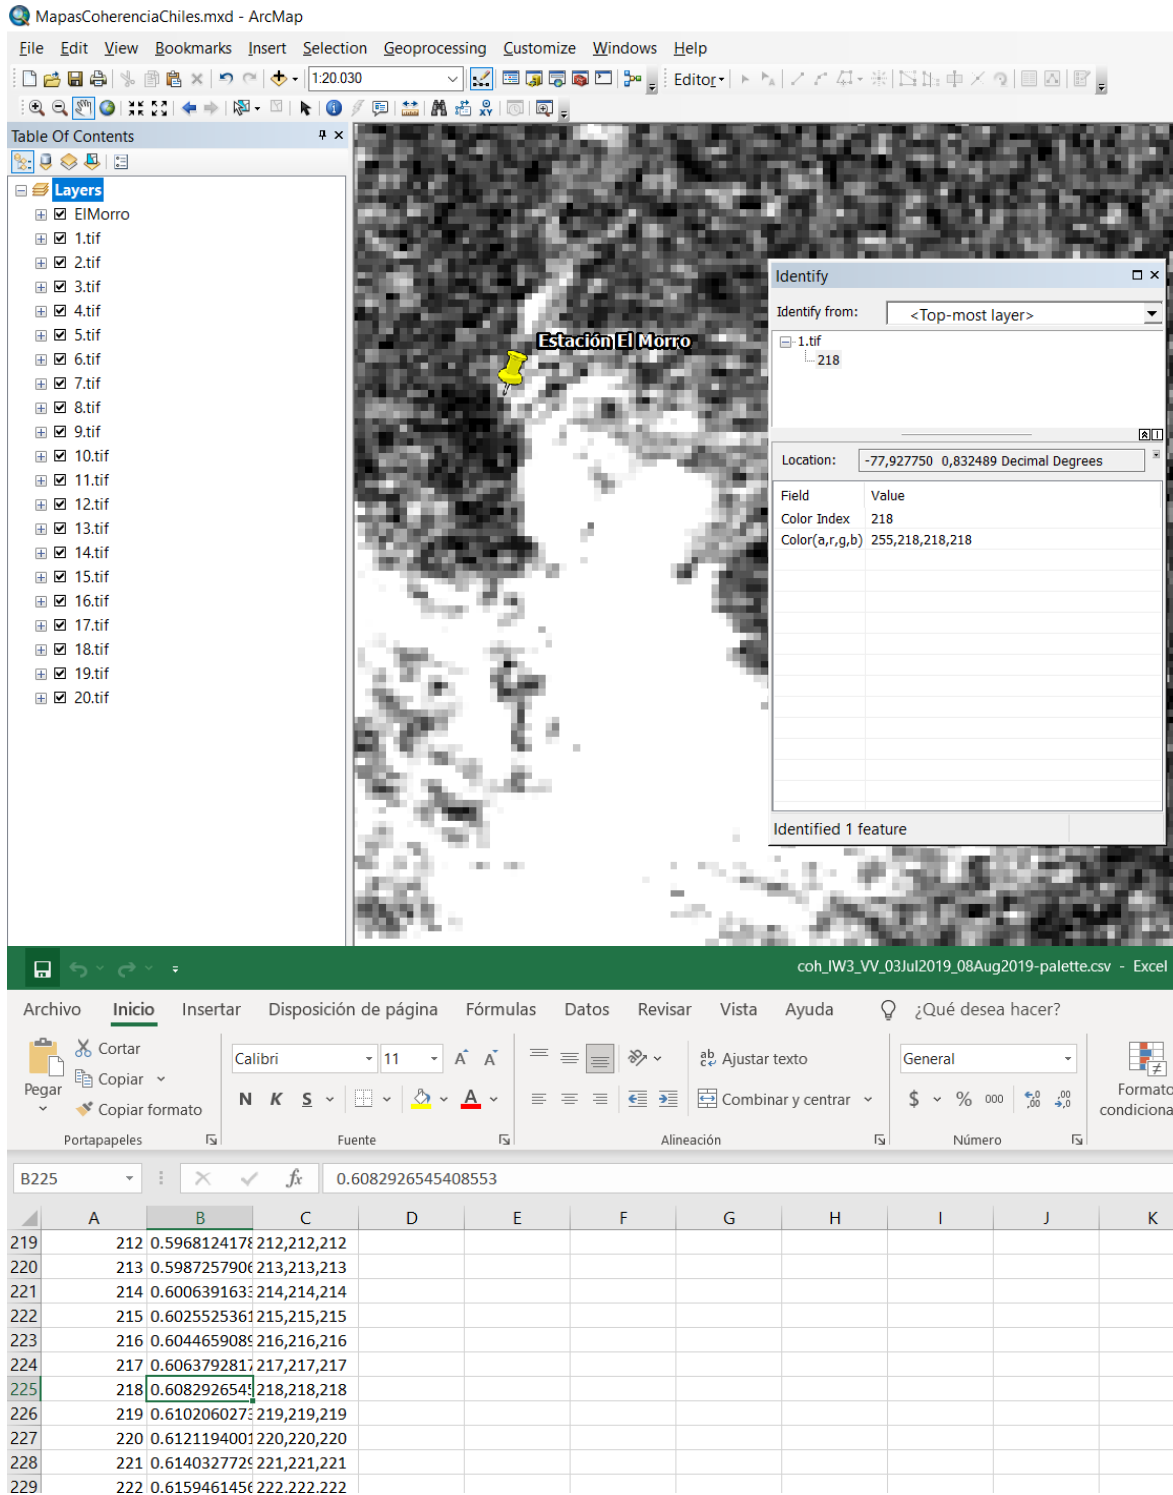 MapasCoherenciaChiles.mxd - ArcMap
File Edit View Bookmarks Insert Selection Geoprocessing Customize Windows Help
1:20.030 Editor
Table Of Contents
Layers
ElMorro
1.tif
2.tif
3.tif
4.tif
5.tif
6.tif
7.tif
8.tif
9.tif
10.tif
11.tif
12.tif
13.tif
14.tif
15.tif
16.tif
17.tif
18.tif
19.tif
20.tif
Estación El Morro
Identify
Identify from: <Top-most layer>
1.tif
218
Location: -77,927750 0,832489 Decimal Degrees
Field Value
Color Index 218
Color(a,r,g,b) 255,218,218,218
Identified 1 feature
coh_IW3_VV_03Jul2019_08Aug2019-palette.csv - Excel
Archivo Inicio Insertar Disposición de página Fórmulas Datos Revisar Vista Ayuda ¿Qué desea hacer?
Pegar
Cortar
Copiar
Copiar formato
Portapapeles
Calibri 11 A A
N K S A
Fuente
ab Ajustar texto
Combinar y centrar
Alineación
General
$ % 000 ,00 ,00
Número
Formato
condiciona
B225 fx 0.6082926545408553
A B C D E F G H I J K
219 212 0.5968124178 212,212,212
220 213 0.5987257906 213,213,213
221 214 0.6006391633 214,214,214
222 215 0.6025525361 215,215,215
223 216 0.6044659089 216,216,216
224 217 0.6063792817 217,217,217
225 218 0.6082926545 218,218,218
226 219 0.6102060273 219,219,219
227 220 0.6121194001 220,220,220
228 221 0.6140327729 221,221,221
229 222 0.6159461456 222,222,222